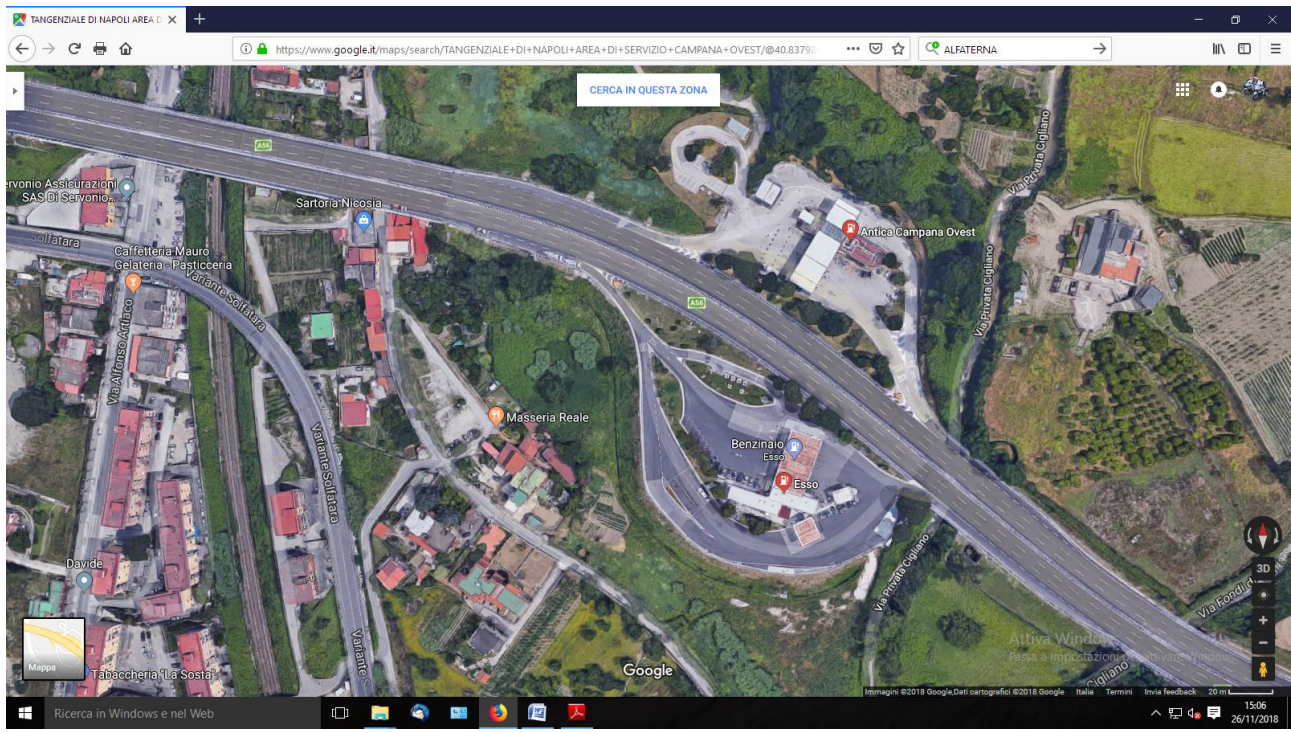 TANGENZIALE DI NAPOLI AREA D
https://www.google.it/maps/search/TANGENZIALE+DI+NAPOLI+AREA+DI+SERVIZIO+CAMPANA+OVEST/@40.8379
ALFATERNA
CERCA IN QUESTA ZONA
A56
Via Privata Cigliano
Servonio Assicurazioni
SAS Di Servonio...
Sartoria Nicosia
Antica Campana Ovest
Solfatara
Caffetteria Mauro
Gelateria - Pasticceria
Variante Solfatara
Via Privata Cigliano
A56
Via Alfonso Artiaco
Masseria Reale
Variante Solfatara
Benzinaio
Esso
Esso
Davide
Via Privata Cigliano
3D
Via Fondi d
Mappa
Tabaccheria "La Sosta"
Variante
Google
Attiva Windows
Passa a Impostazioni per attivare Windows.
Cigliano
Immagini ©2018 Google,Dati cartografici ©2018 Google Italia Termini Invia feedback 20 m
Ricerca in Windows e nel Web
15:06
26/11/2018